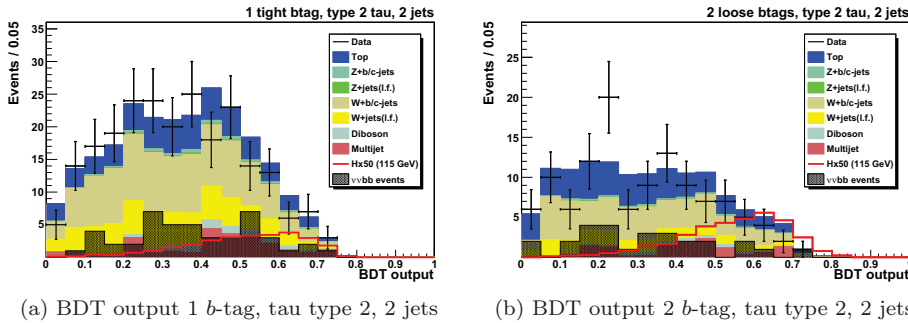 1 tight btag, type 2 tau, 2 jets
Events / 0.05
35
30
25
20
15
10
5
Data
Top
Z+b/c-jets
Z+jets(l.f.)
W+b/c-jets
W+jets(l.f.)
Diboson
Multijet
Hx50 (115 GeV)
ννbb events
0 0.1 0.2 0.3 0.4 0.5 0.6 0.7 0.8 0.9 1
BDT output
(a) BDT output 1 b-tag, tau type 2, 2 jets
2 loose btags, type 2 tau, 2 jets
Events / 0.05
25
20
15
10
5
Data
Top
Z+b/c-jets
Z+jets(l.f.)
W+b/c-jets
W+jets(l.f.)
Diboson
Multijet
Hx50 (115 GeV)
ννbb events
0 0.1 0.2 0.3 0.4 0.5 0.6 0.7 0.8 0.9 1
BDT output
(b) BDT output 2 b-tag, tau type 2, 2 jets